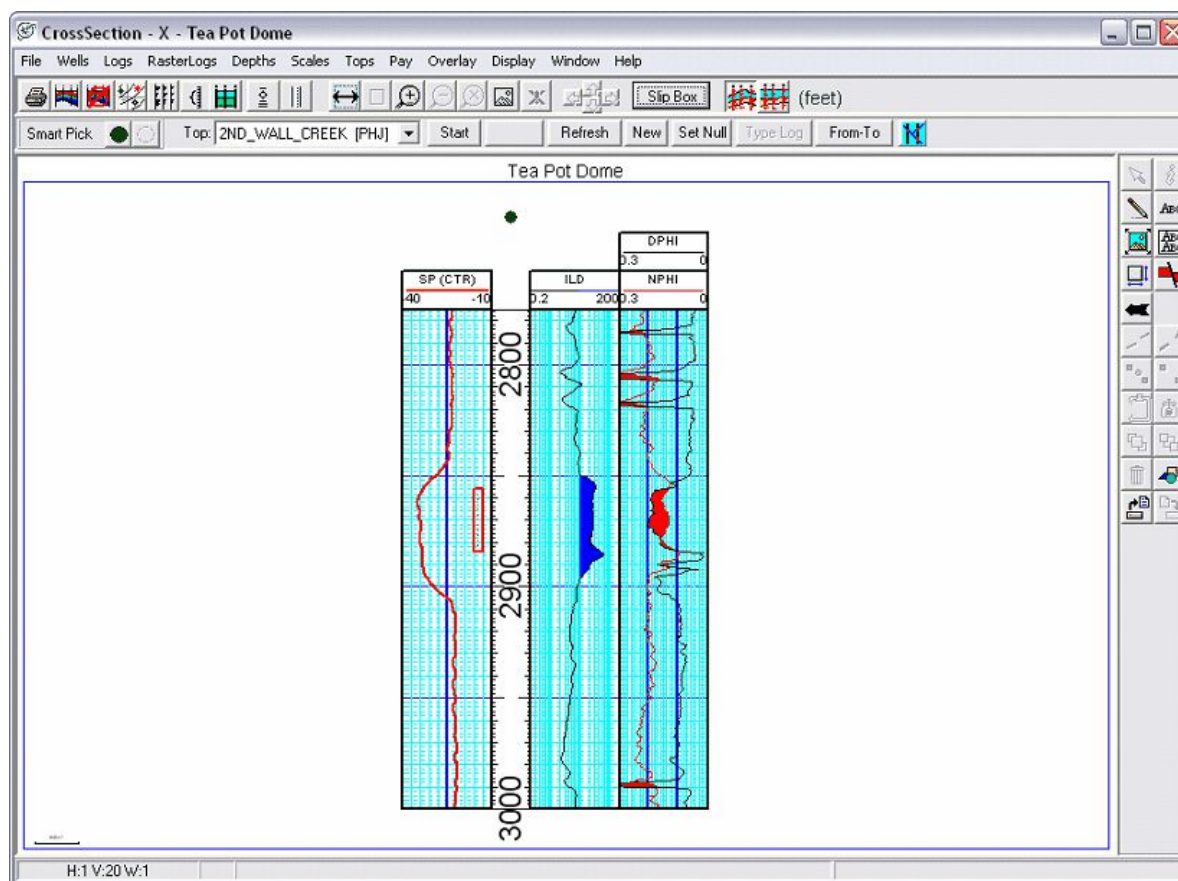 CrossSection - X - Tea Pot Dome
File Wells Logs RasterLogs Depths Scales Tops Pay Overlay Display Window Help
Slip Box (feet)
Smart Pick Top: 2ND_WALL_CREEK [PHJ] Start Refresh New Set Null Type Log From-To
Tea Pot Dome
DPHI
0.3 0
SP (CTR) ILD NPHI
-40 -10 0.2 200 0.3 0
2800
2900
3000
H:1 V:20 W:1